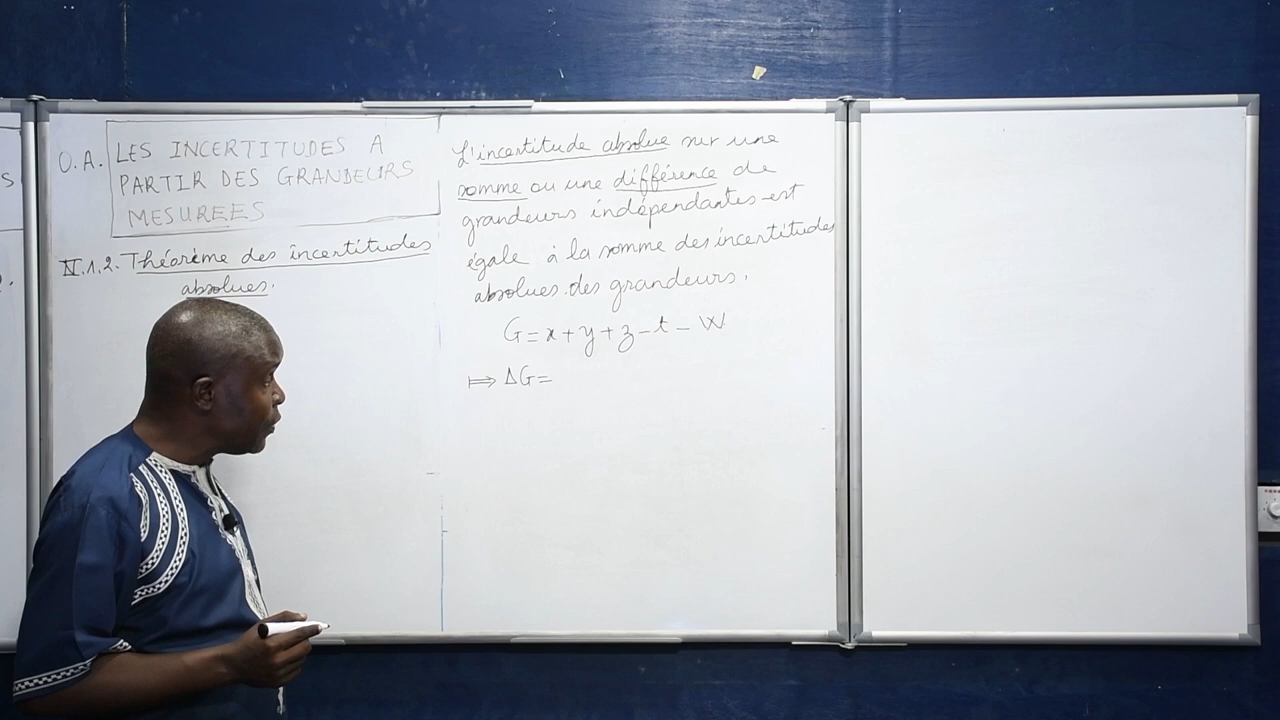 S
O.A. LES INCERTITUDES A
PARTIR DES GRANDEURS
MESUREES
IV.1.2. Théorème des incertitudes
absolues.
L'incertitude absolue sur une
somme ou une différence de
grandeurs indépendantes est
égale à la somme des incertitudes
absolues des grandeurs.
G = x + y + z - t - W
⟹ ΔG =